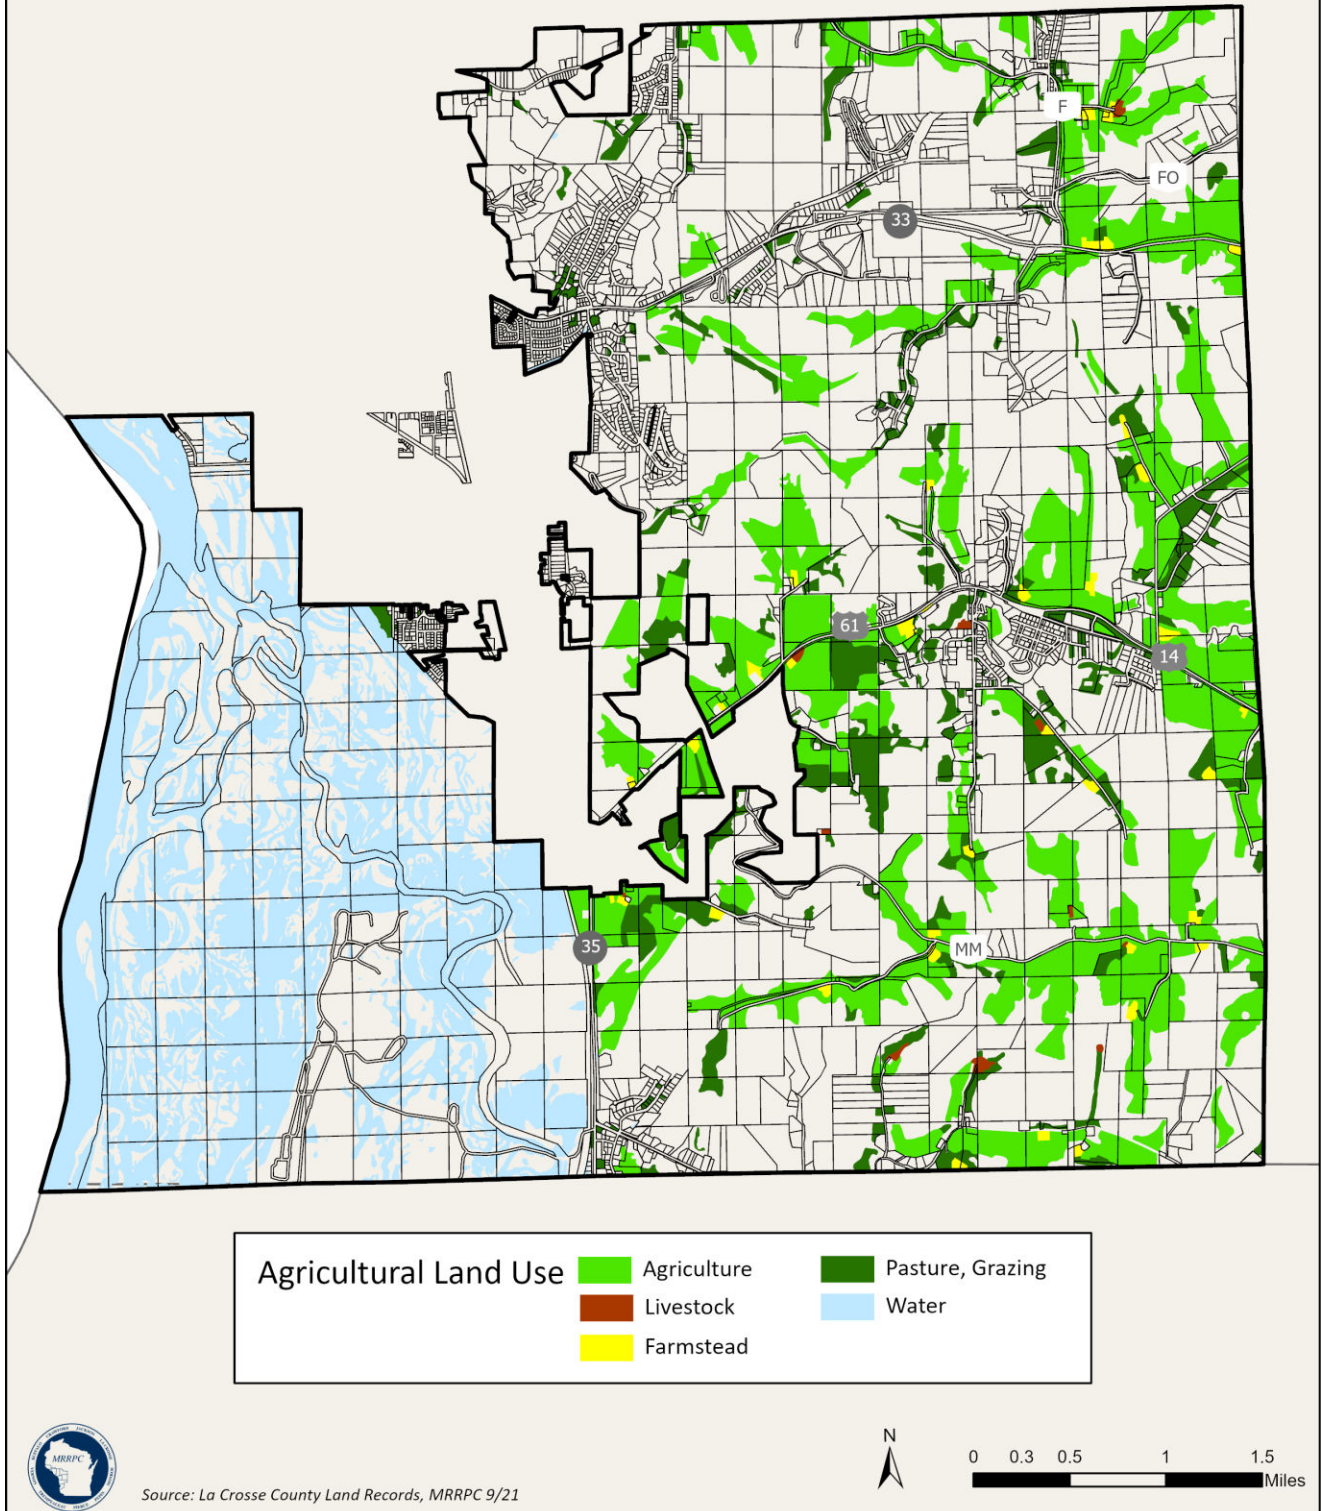 F
FO
33
61
14
35
MM
Agricultural Land Use
Agriculture
Pasture, Grazing
Livestock
Water
Farmstead
MRRPC
Source: La Crosse County Land Records, MRRPC 9/21
N
0 0.3 0.5 1 1.5
Miles